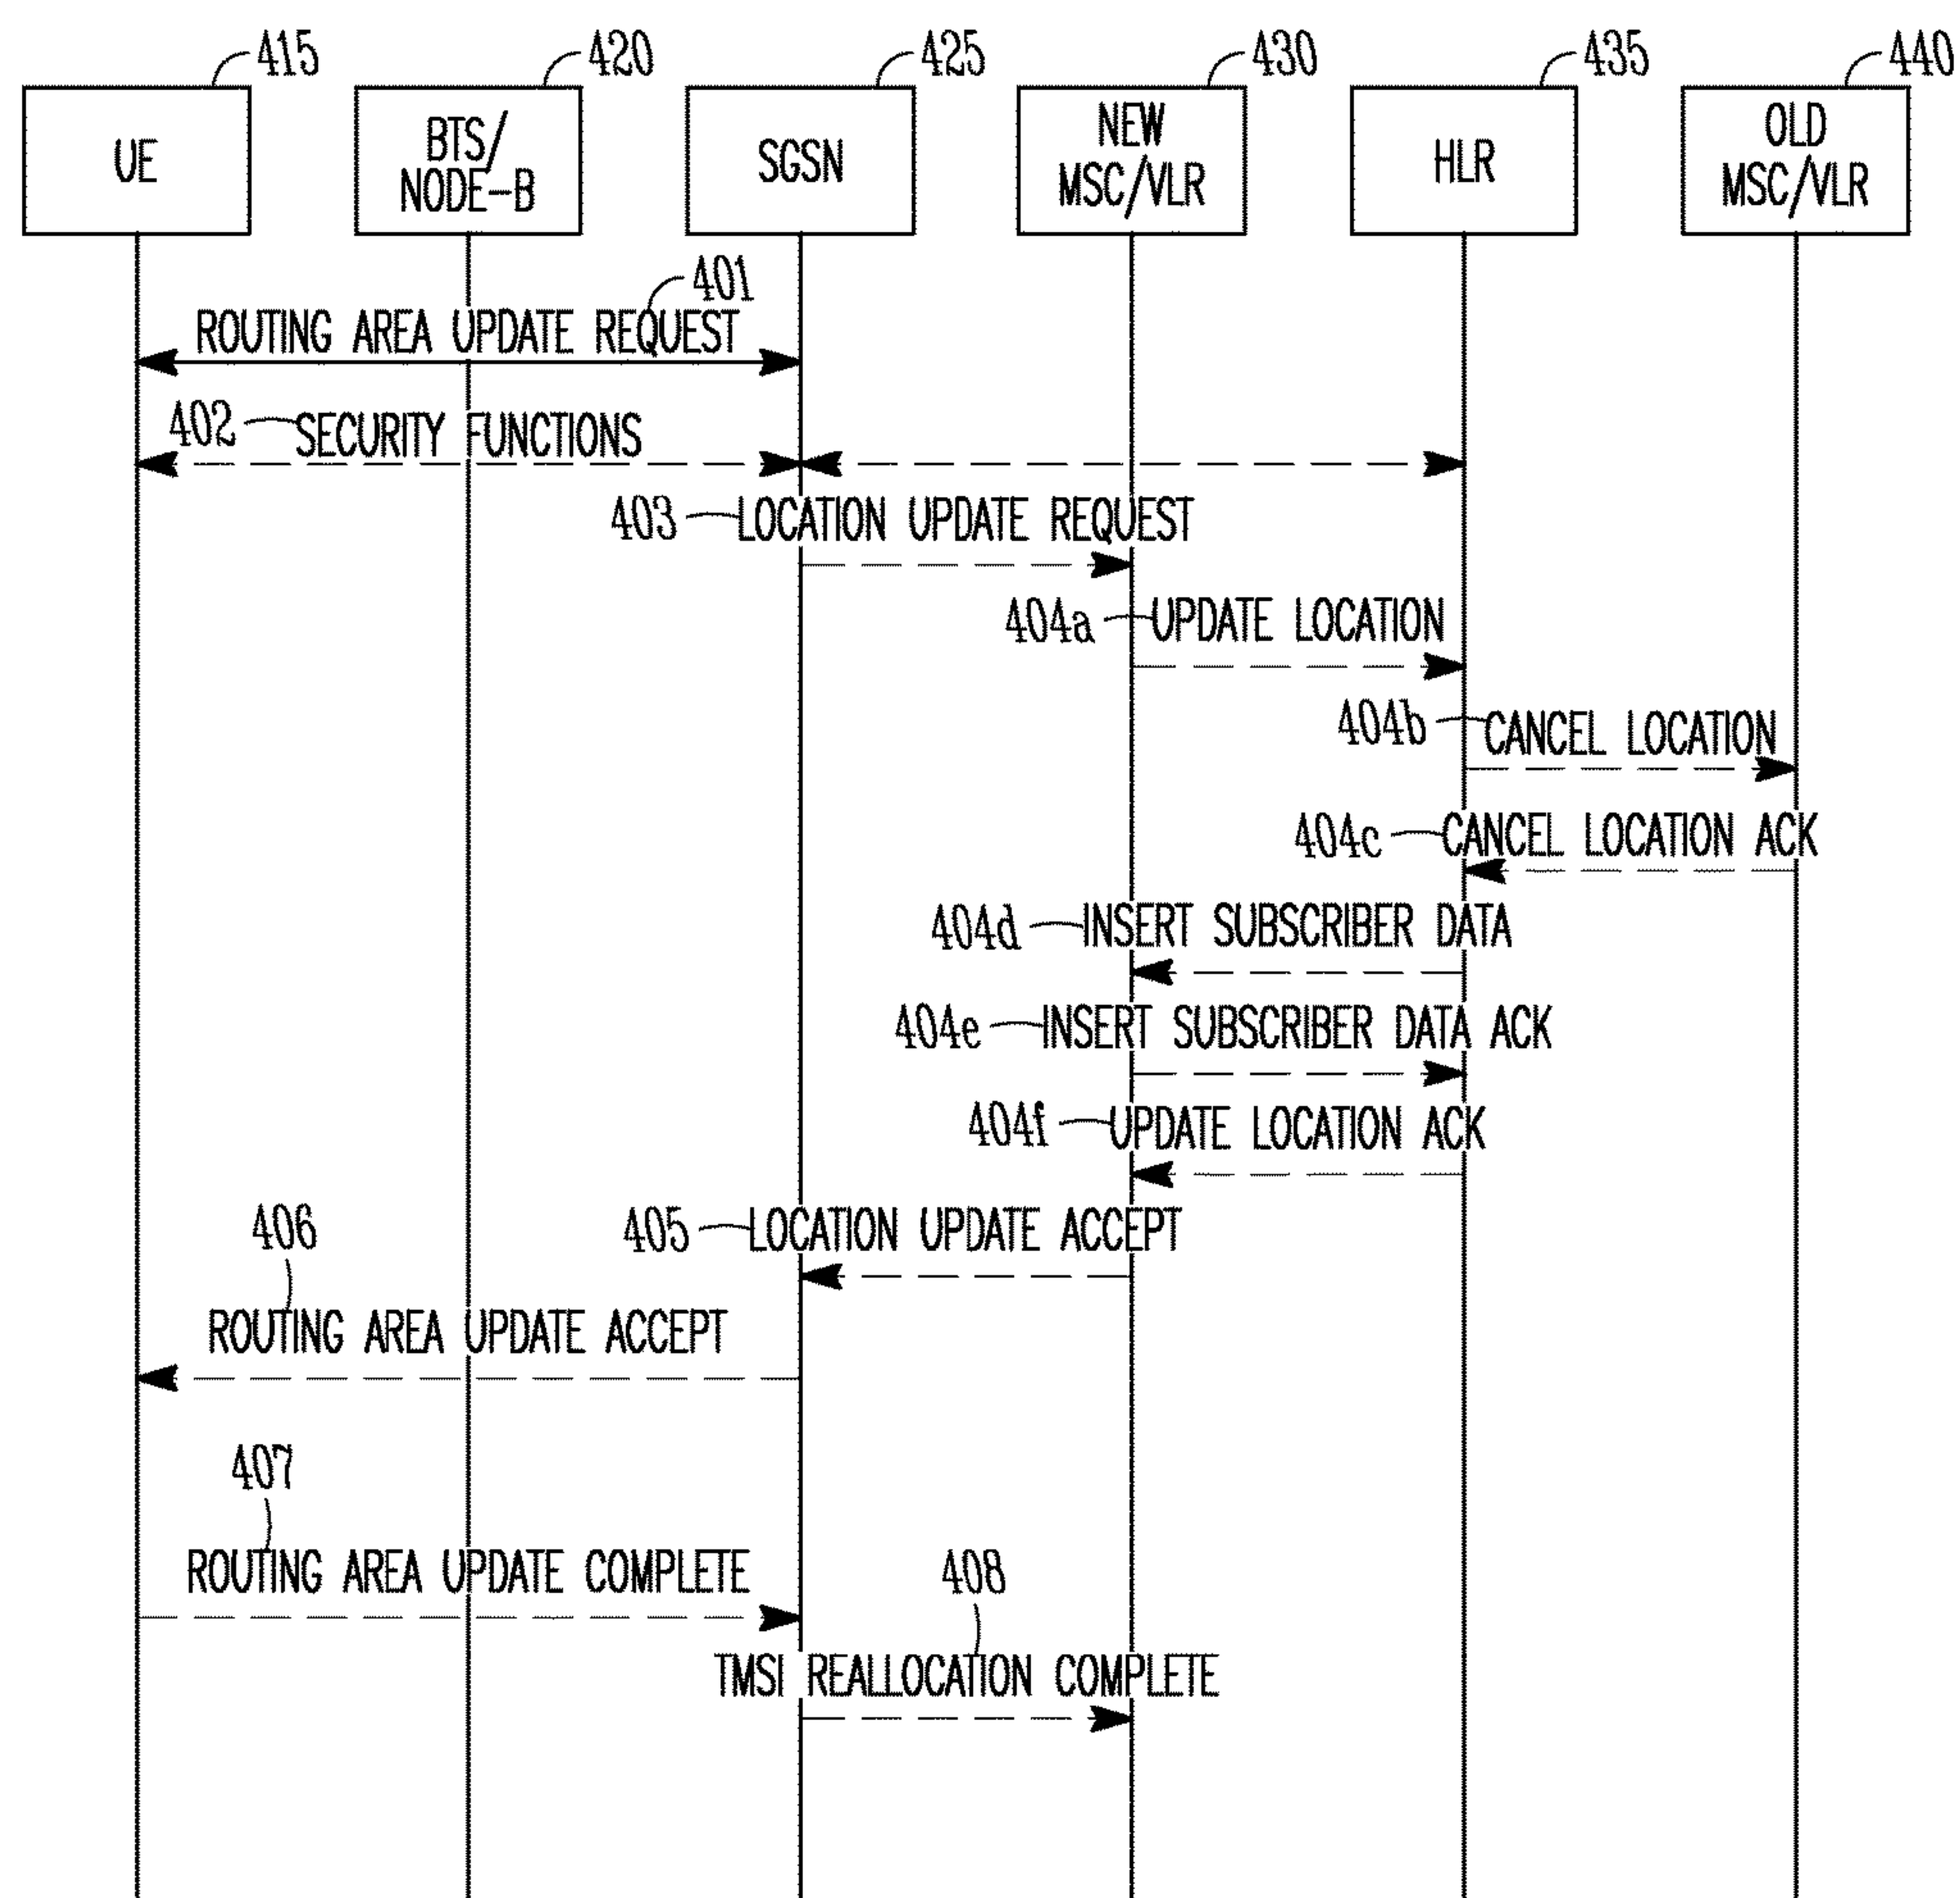 415
420
425
430
435
440
UE
BTS/
NODE-B
SGSN
NEW
MSC/VLR
HLR
OLD
MSC/VLR
401
ROUTING AREA UPDATE REQUEST
402
SECURITY FUNCTIONS
403
LOCATION UPDATE REQUEST
404a
UPDATE LOCATION
404b
CANCEL LOCATION
404c
CANCEL LOCATION ACK
404d
INSERT SUBSCRIBER DATA
404e
INSERT SUBSCRIBER DATA ACK
404f
UPDATE LOCATION ACK
405
LOCATION UPDATE ACCEPT
406
ROUTING AREA UPDATE ACCEPT
407
ROUTING AREA UPDATE COMPLETE
408
TMSI REALLOCATION COMPLETE